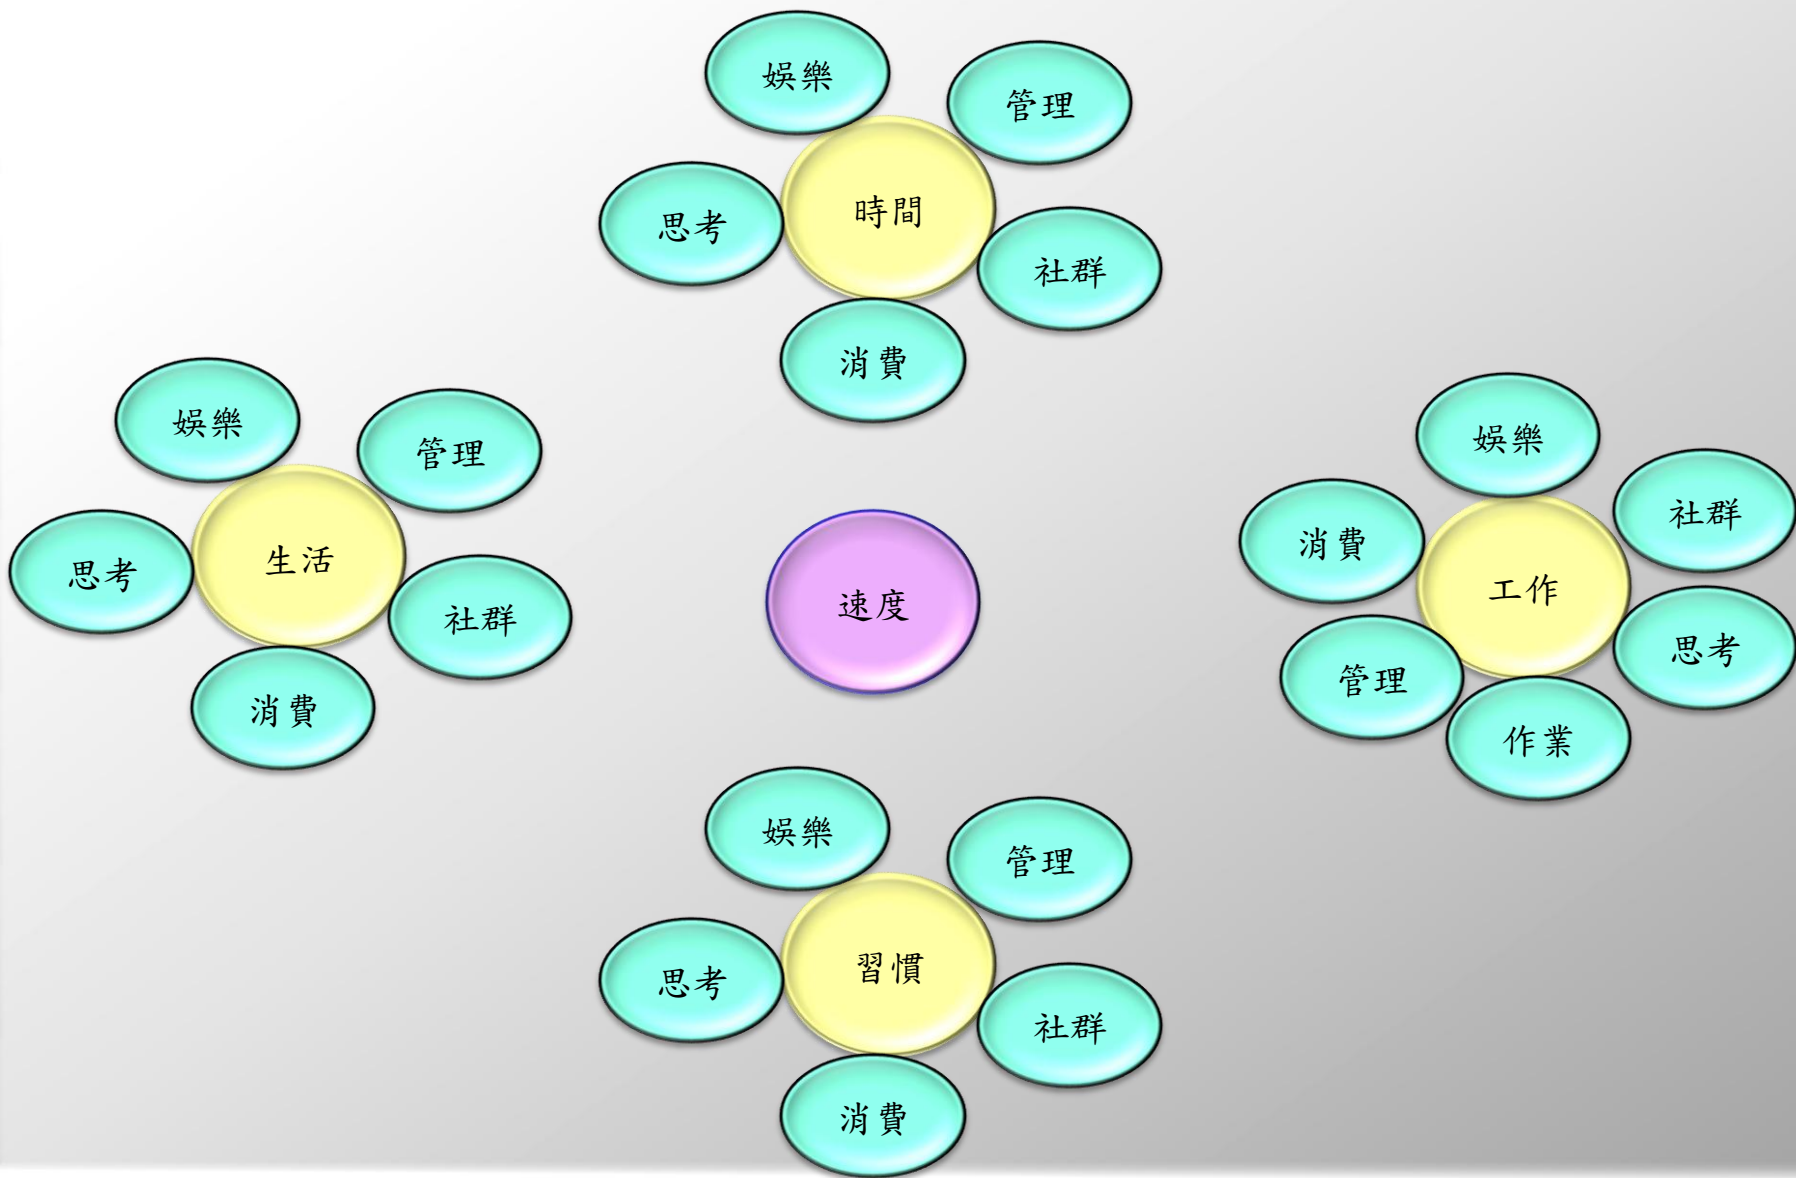 娛樂
管理
思考
時間
社群
消費
娛樂
管理
思考
生活
社群
消費
速度
娛樂
社群
消費
工作
思考
管理
作業
娛樂
管理
思考
習慣
社群
消費